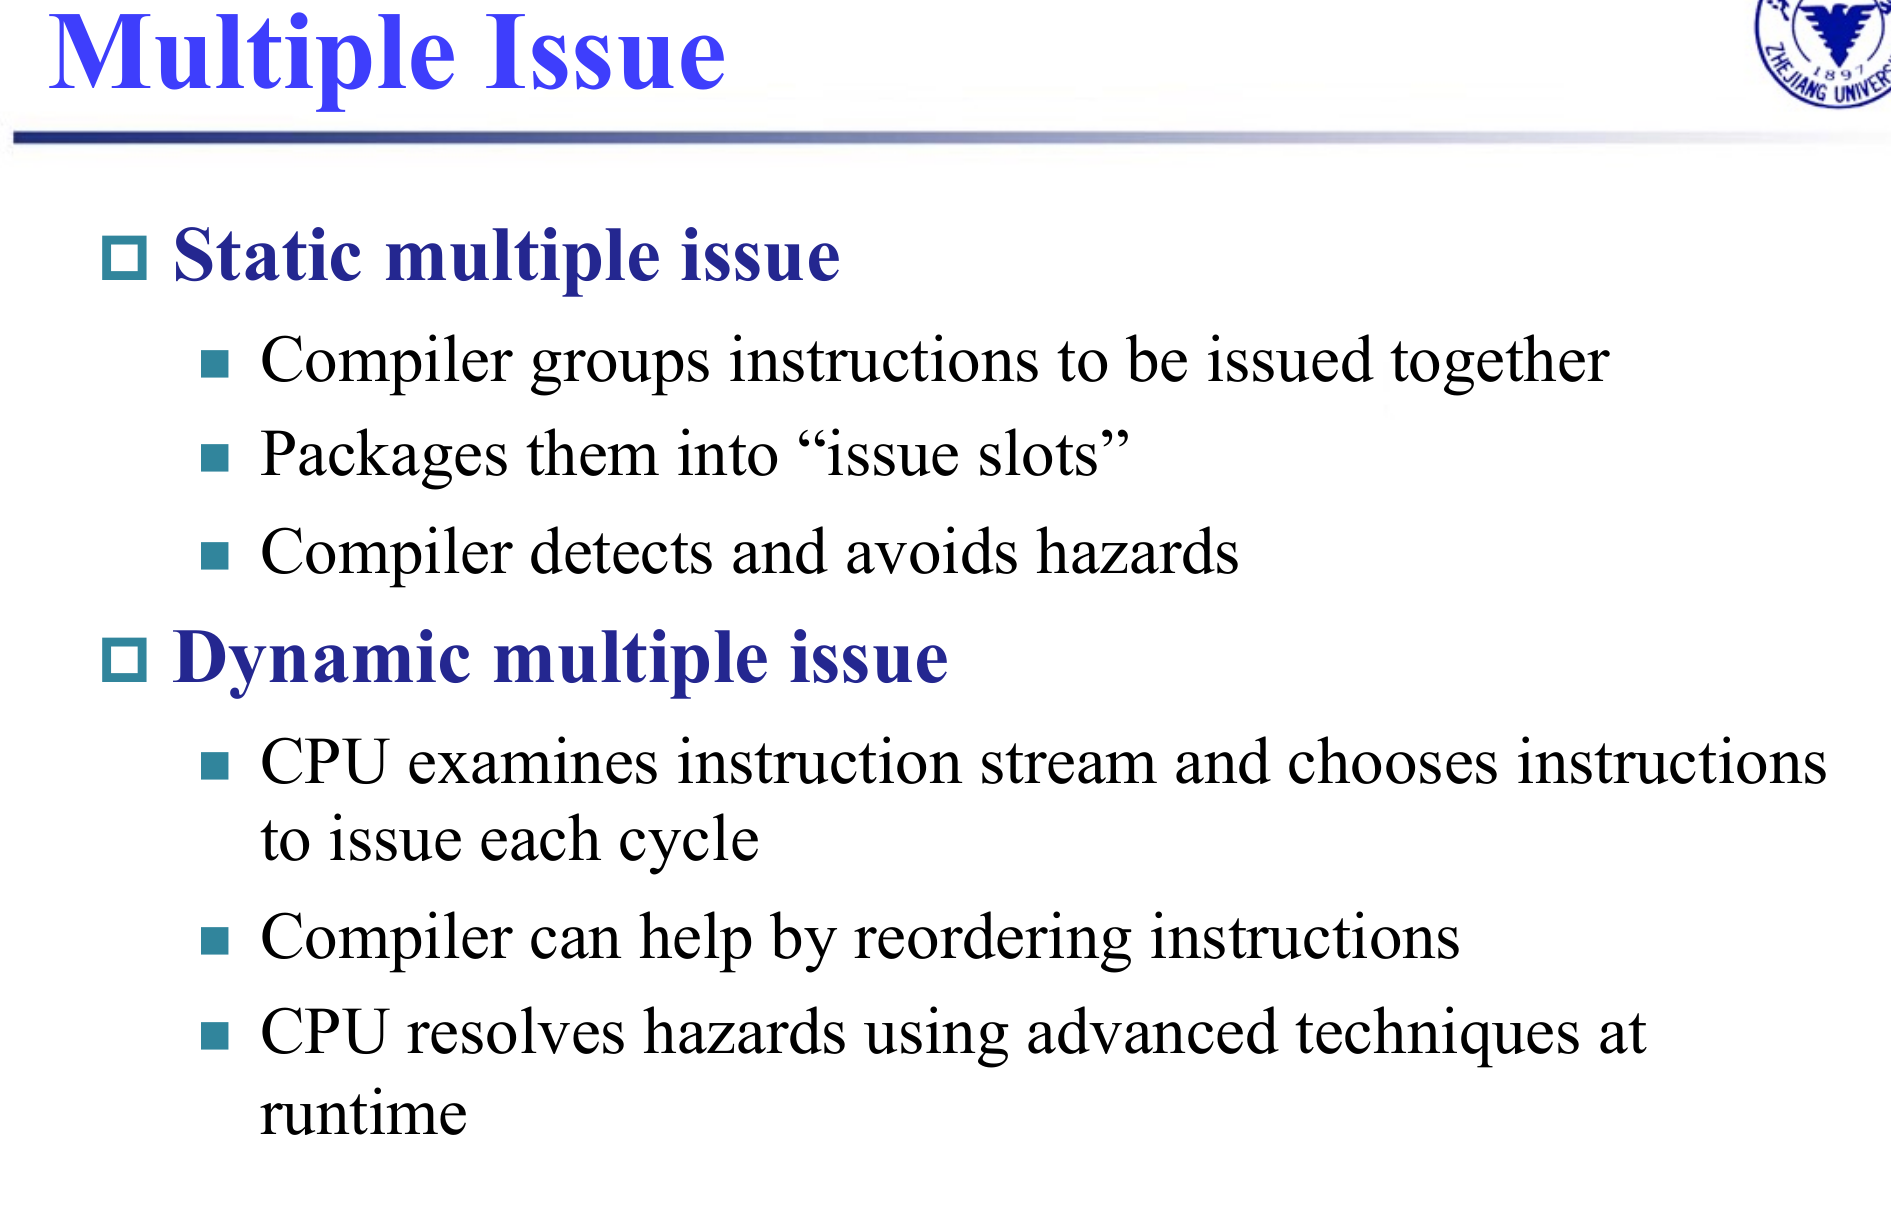 Multiple Issue
1897
ZHEJIANG UNIVERS
Static multiple issue
Compiler groups instructions to be issued together
Packages them into “issue slots”
Compiler detects and avoids hazards
Dynamic multiple issue
CPU examines instruction stream and chooses instructions
to issue each cycle
Compiler can help by reordering instructions
CPU resolves hazards using advanced techniques at
runtime